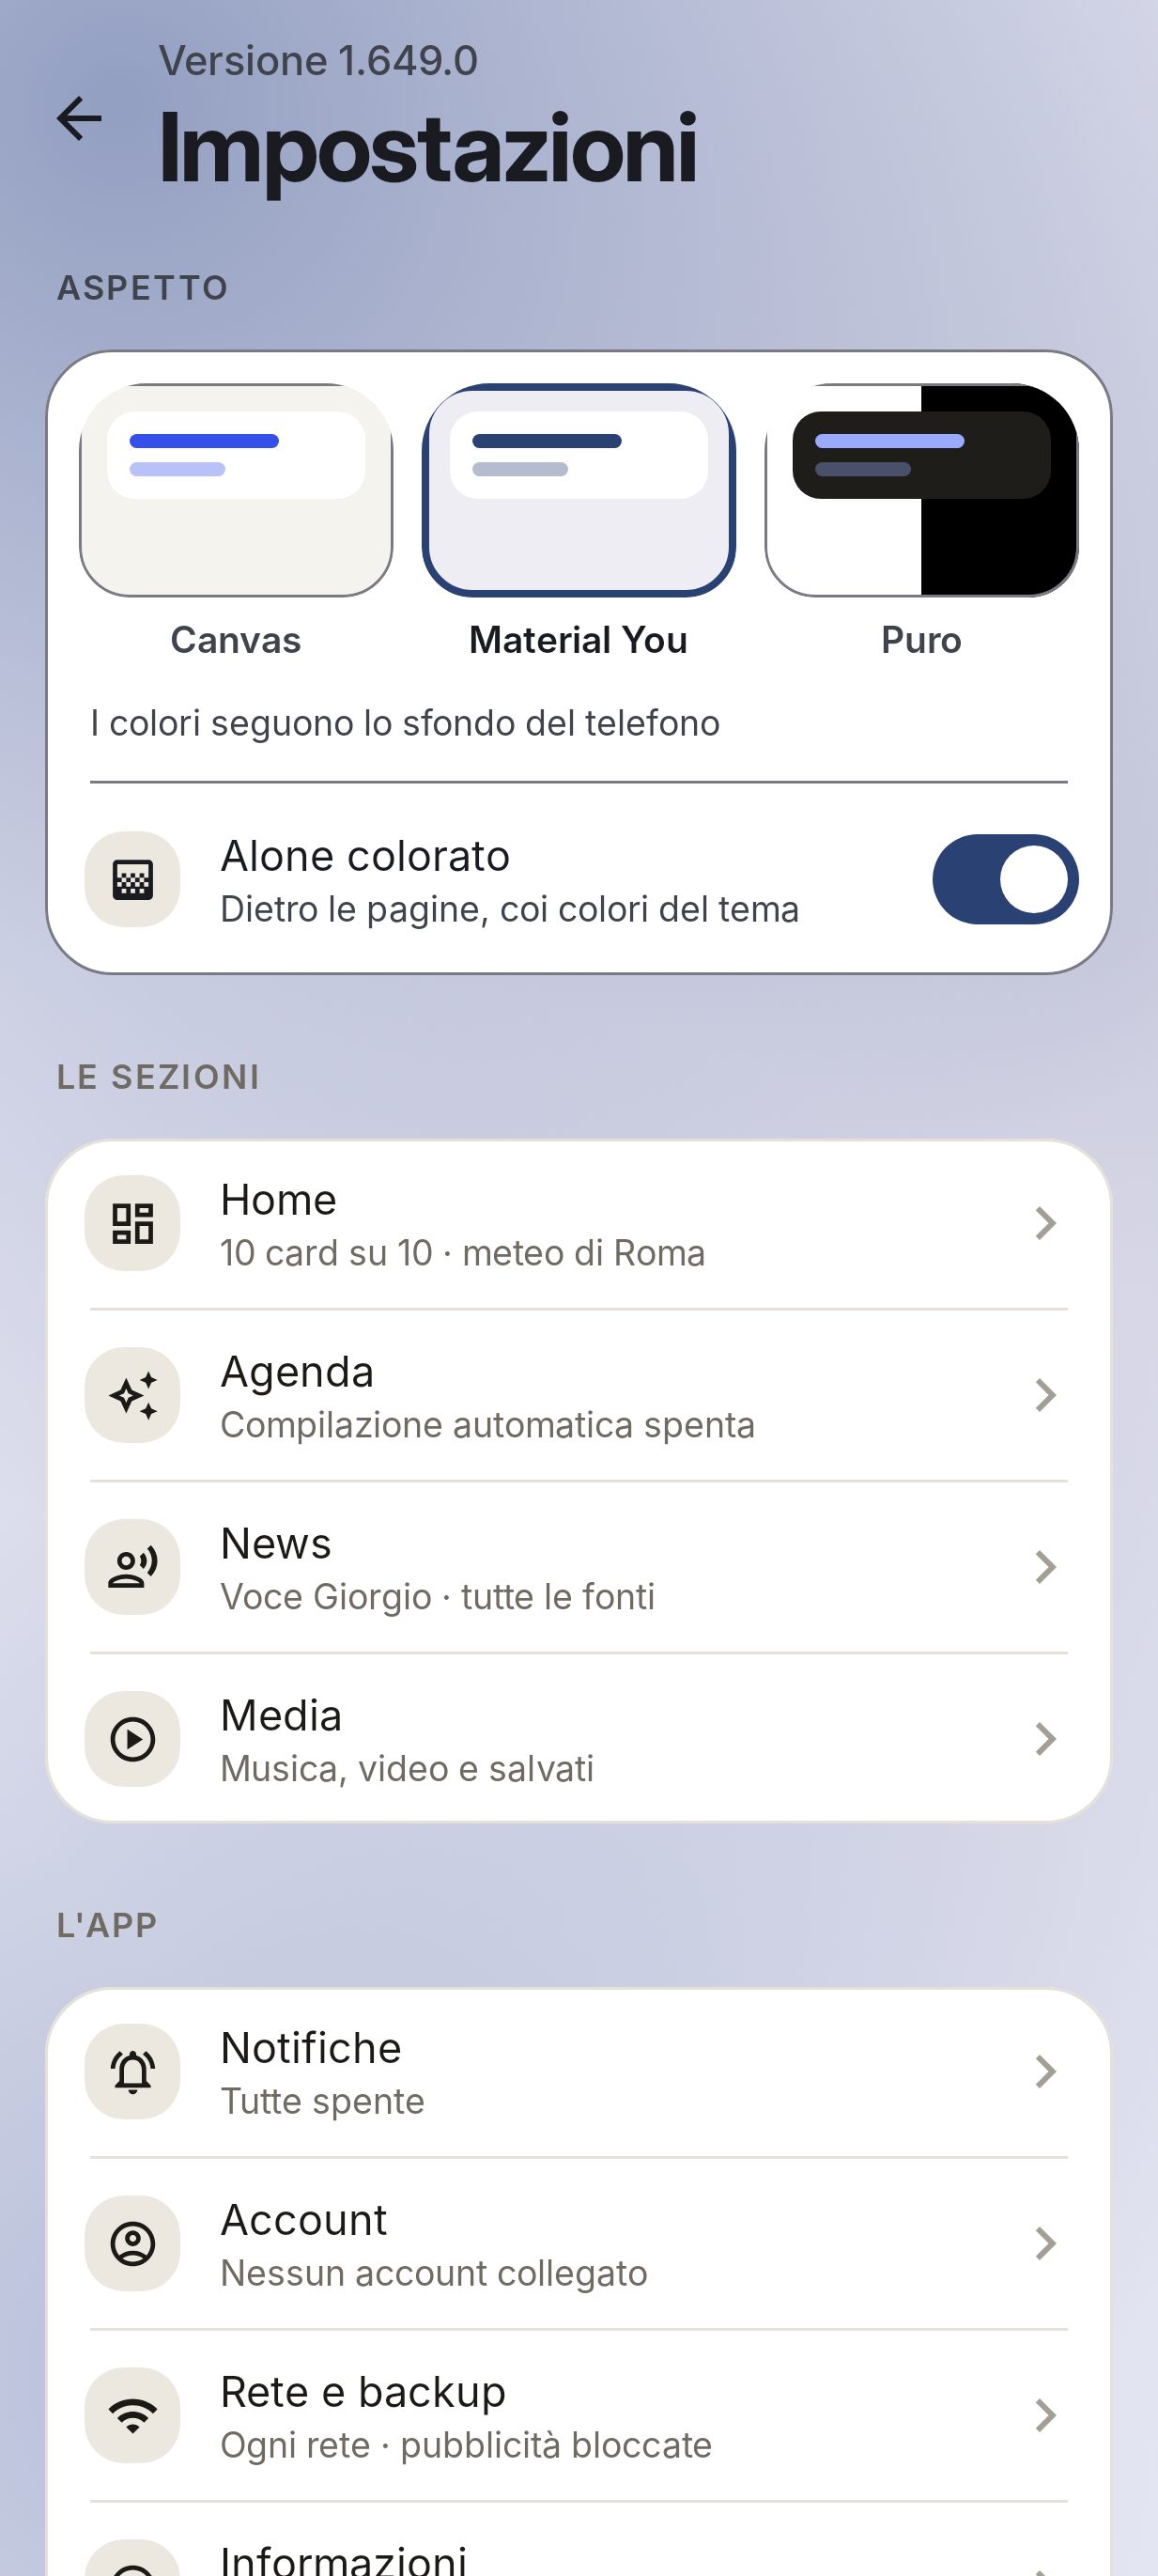 Versione 1.649.0
Impostazioni
ASPETTO
Canvas
Material You
Puro
I colori seguono lo sfondo del telefono
Alone colorato
Dietro le pagine, coi colori del tema
LE SEZIONI
Home
10 card su 10 · meteo di Roma
Agenda
Compilazione automatica spenta
News
Voce Giorgio · tutte le fonti
Media
Musica, video e salvati
L'APP
Notifiche
Tutte spente
Account
Nessun account collegato
Rete e backup
Ogni rete · pubblicità bloccate
Informazioni